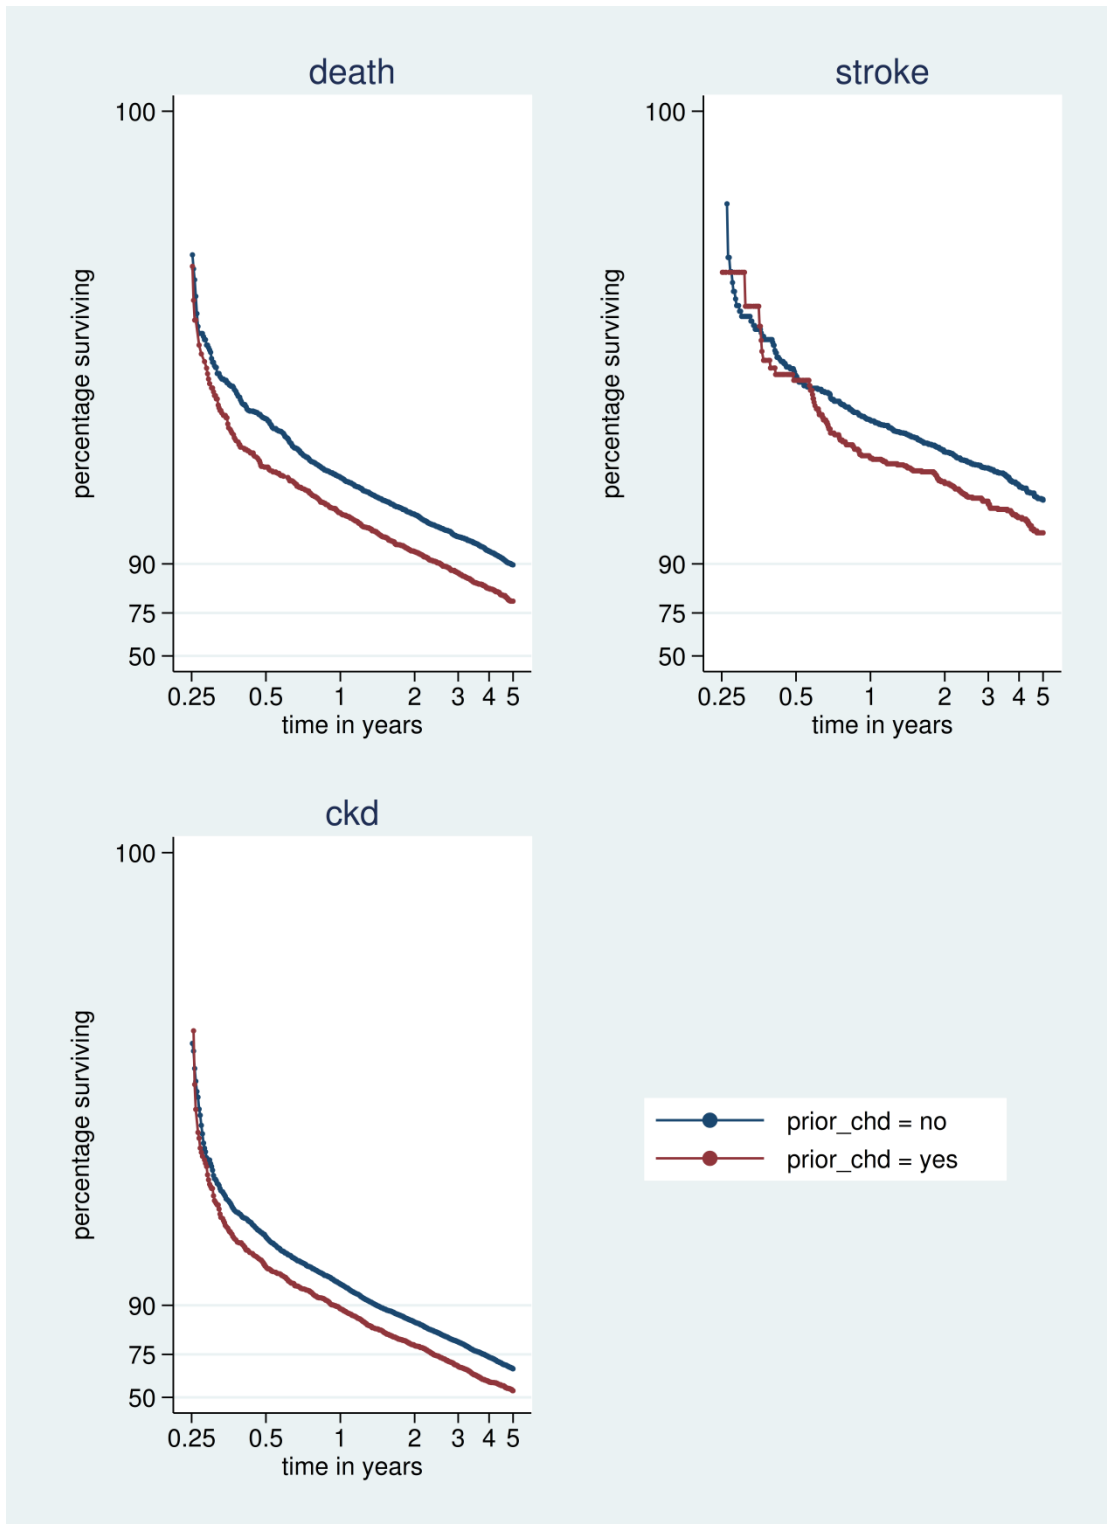 death
100
90
75
50
percentage surviving
0.25 0.5 1 2 3 4 5
time in years
stroke
100
90
75
50
percentage surviving
0.25 0.5 1 2 3 4 5
time in years
ckd
100
90
75
50
percentage surviving
0.25 0.5 1 2 3 4 5
time in years
prior_chd = no
prior_chd = yes